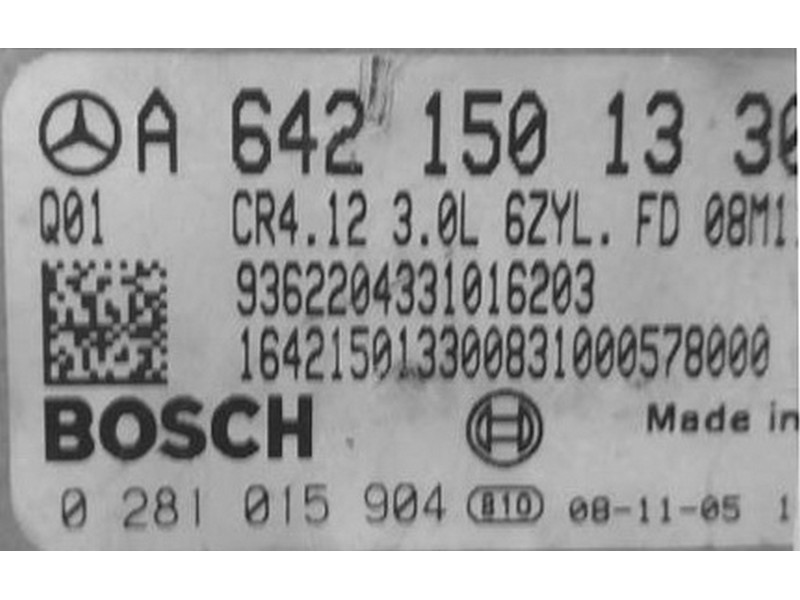 A 642 150 13 30
Q01 CR4.12 3.0L 6ZYL. FD 08M1
9362204331016203
164215013300831000578000
BOSCH
Made in
0 281 015 904 810 08-11-05 1